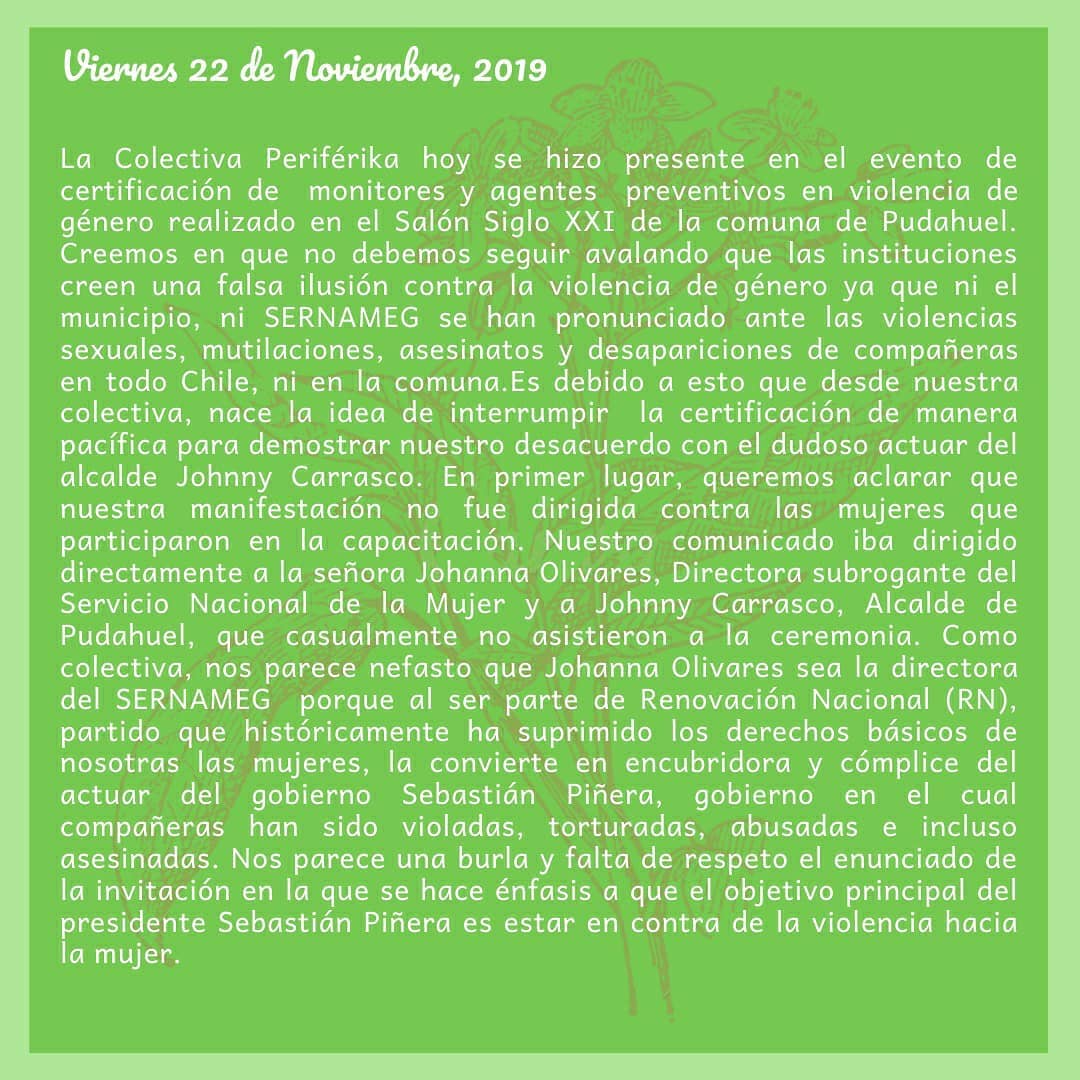 Viernes 22 de Noviembre, 2019
La Colectiva Periférika hoy se hizo presente en el evento de
certificación de monitores y agentes preventivos en violencia de
género realizado en el Salón Siglo XXI de la comuna de Pudahuel.
Creemos en que no debemos seguir avalando que las instituciones
creen una falsa ilusión contra la violencia de género ya que ni el
municipio, ni SERNAMEG se han pronunciado ante las violencias
sexuales, mutilaciones, asesinatos y desapariciones de compañeras
en todo Chile, ni en la comuna.Es debido a esto que desde nuestra
colectiva, nace la idea de interrumpir la certificación de manera
pacífica para demostrar nuestro desacuerdo con el dudoso actuar del
alcalde Johnny Carrasco. En primer lugar, queremos aclarar que
nuestra manifestación no fue dirigida contra las mujeres que
participaron en la capacitación. Nuestro comunicado iba dirigido
directamente a la señora Johanna Olivares, Directora subrogante del
Servicio Nacional de la Mujer y a Johnny Carrasco, Alcalde de
Pudahuel, que casualmente no asistieron a la ceremonia. Como
colectiva, nos parece nefasto que Johanna Olivares sea la directora
del SERNAMEG porque al ser parte de Renovación Nacional (RN),
partido que históricamente ha suprimido los derechos básicos de
nosotras las mujeres, la convierte en encubridora y cómplice del
actuar del gobierno Sebastián Piñera, gobierno en el cual
compañeras han sido violadas, torturadas, abusadas e incluso
asesinadas. Nos parece una burla y falta de respeto el enunciado de
la invitación en la que se hace énfasis a que el objetivo principal del
presidente Sebastián Piñera es estar en contra de la violencia hacia
la mujer.